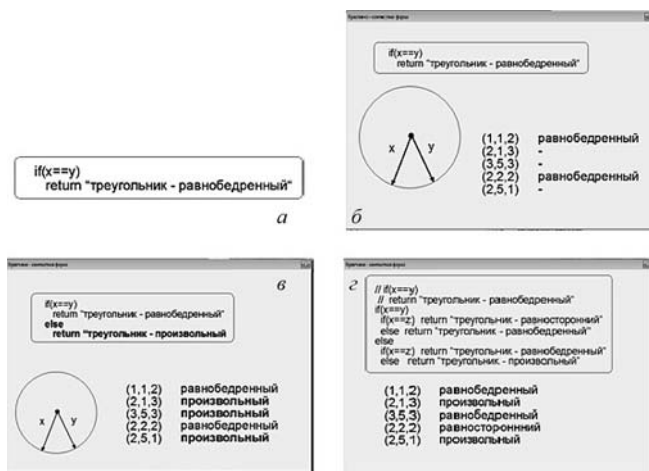 if(x==y)
return "треугольник - равнобедренный"
а
if(x==y)
return "треугольник - равнобедренный"
x y
(1,1,2) равнобедренный
(2,1,3) -
(3,5,3) -
(2,2,2) равнобедренный
(2,5,1) -
б
в
if(x==y)
return "треугольник - равнобедренный"
else
return "треугольник - произвольный
x y
(1,1,2) равнобедренный
(2,1,3) произвольный
(3,5,3) произвольный
(2,2,2) равнобедренный
(2,5,1) произвольный
г
// if(x==y)
// return "треугольник - равнобедренный"
if(x==y)
if(x==z) return "треугольник - равносторонний"
else return "треугольник - равнобедренный"
else
if(x==z) return "треугольник - равнобедренный"
else return "треугольник - произвольный"
(1,1,2) равнобедренный
(2,1,3) произвольный
(3,5,3) равнобедренный
(2,2,2) равностороннний
(2,5,1) произвольный